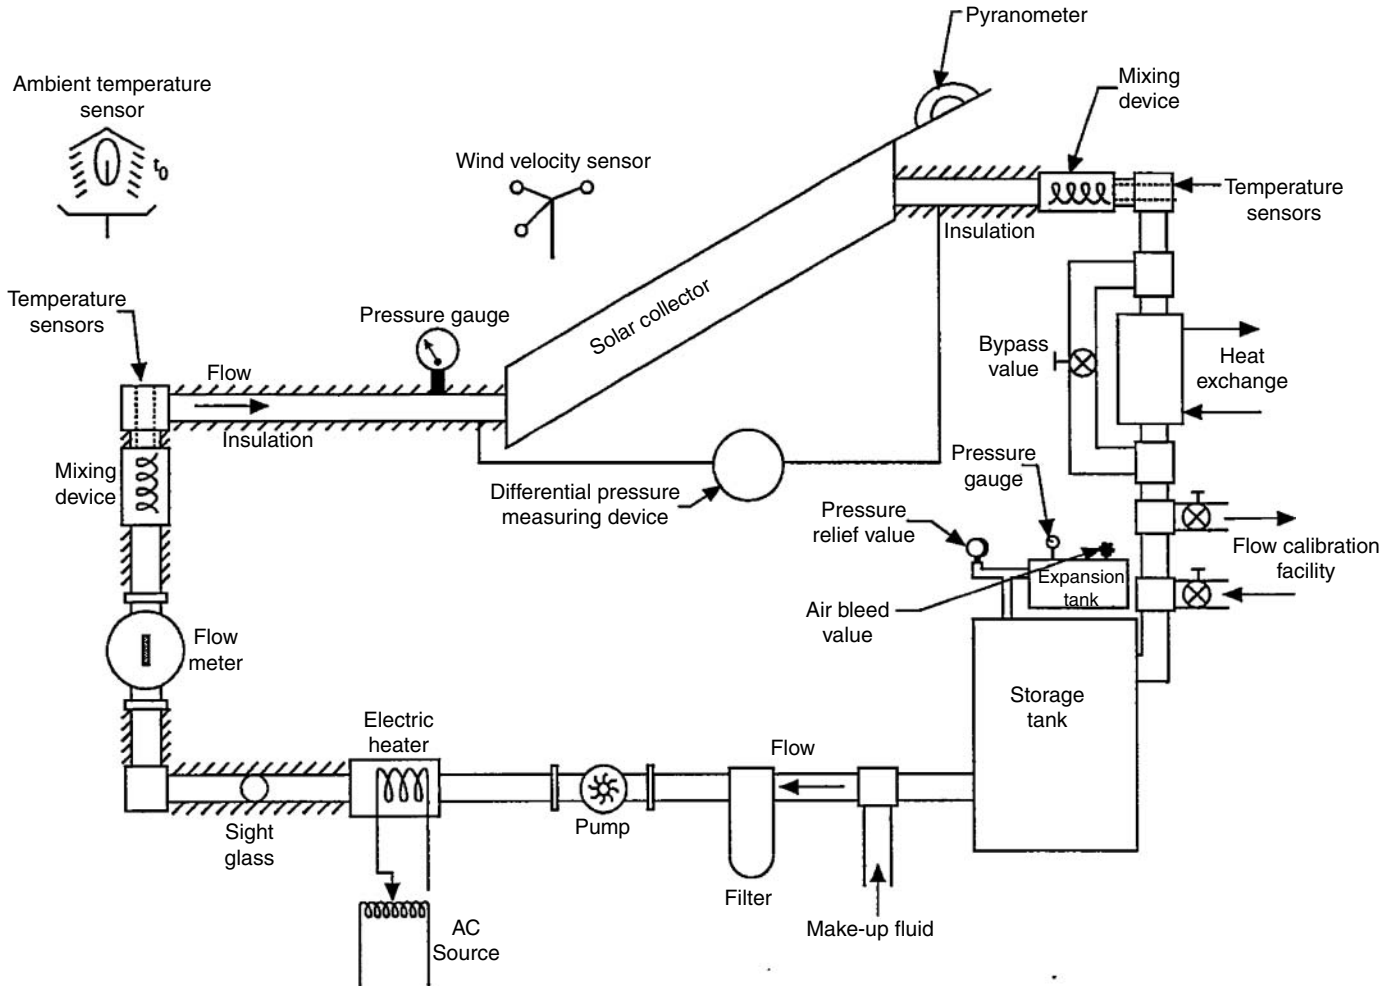 Pyranometer
Ambient temperature
sensor
t0
Mixing
device
Wind velocity sensor
Temperature
sensors
Insulation
Temperature
sensors
Pressure gauge
Solar collector
Bypass
value
Heat
exchange
Flow
Insulation
Mixing
device
Differential pressure
measuring device
Pressure
gauge
Pressure
relief value
Flow calibration
facility
Expansion
tank
Air bleed
value
Flow
meter
Storage
tank
Electric
heater
Flow
Sight
glass
Pump
Filter
Make-up fluid
AC
Source